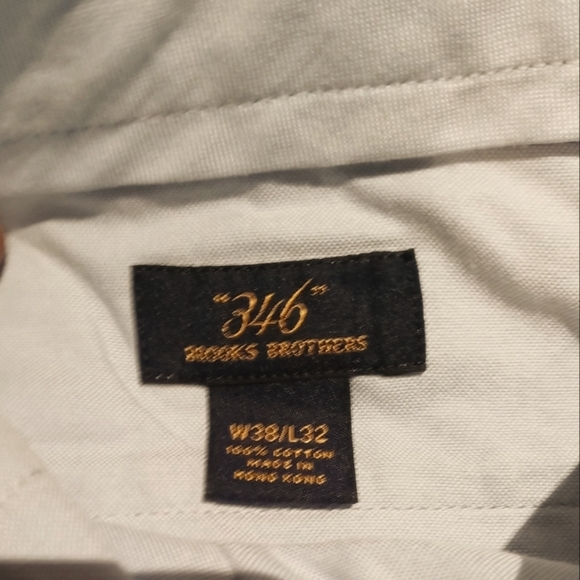 "346"
BROOKS BROTHERS
W38/L32
100% COTTON
MADE IN
HONG KONG